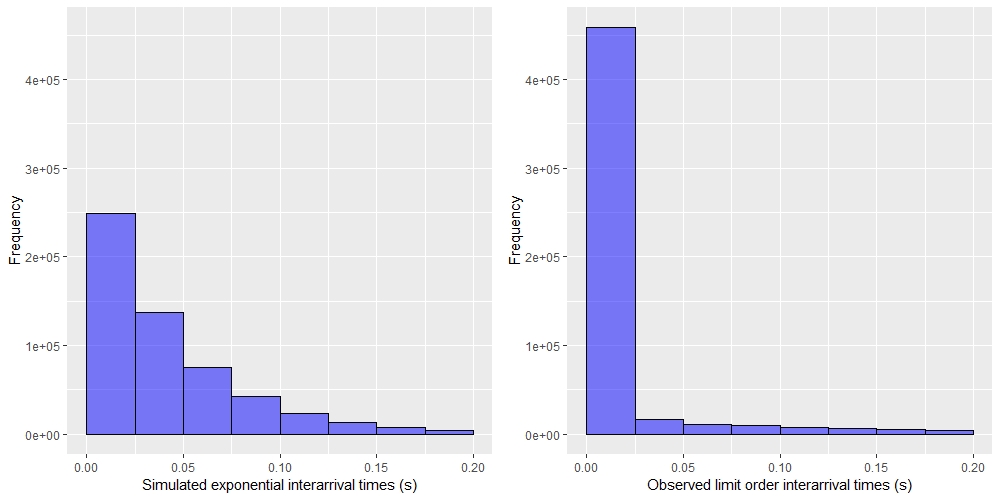 Frequency
4e+05
3e+05
2e+05
1e+05
0e+00
0.00 0.05 0.10 0.15 0.20
Simulated exponential interarrival times (s)
Frequency
4e+05
3e+05
2e+05
1e+05
0e+00
0.00 0.05 0.10 0.15 0.20
Observed limit order interarrival times (s)